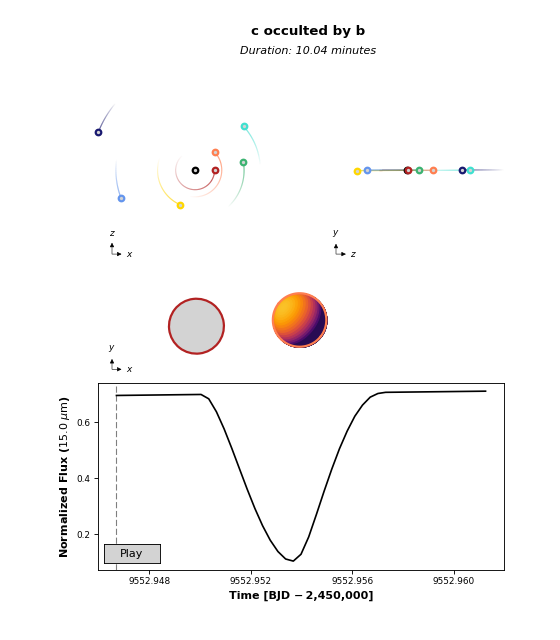 c occulted by b
Duration: 10.04 minutes
z
x
y
z
y
x
Normalized Flux (15.0 μm)
0.6
0.4
0.2
Play
9552.948
9552.952
9552.956
9552.960
Time [BJD − 2,450,000]